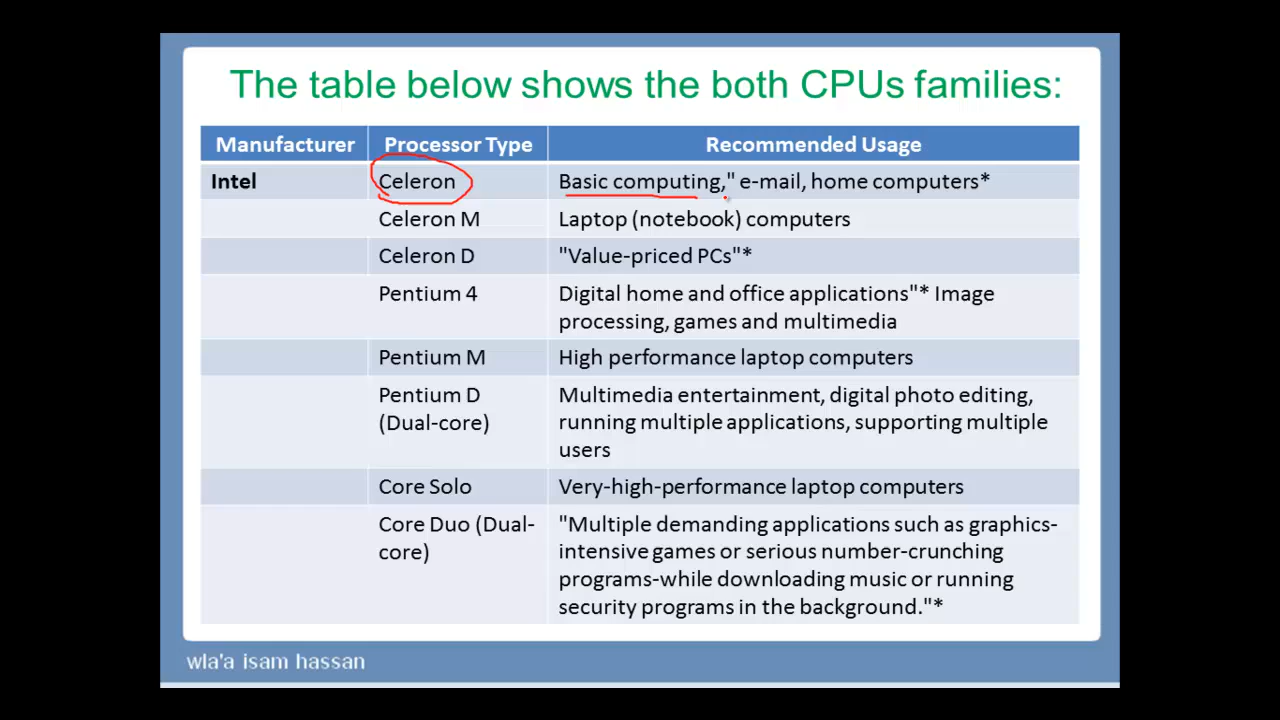 The table below shows the both CPUs families:
Manufacturer Processor Type Recommended Usage
Intel Celeron Basic computing," e-mail, home computers*
Celeron M Laptop (notebook) computers
Celeron D "Value-priced PCs"*
Pentium 4 Digital home and office applications"* Image
processing, games and multimedia
Pentium M High performance laptop computers
Pentium D Multimedia entertainment, digital photo editing,
(Dual-core) running multiple applications, supporting multiple
users
Core Solo Very-high-performance laptop computers
Core Duo (Dual- "Multiple demanding applications such as graphics-
core) intensive games or serious number-crunching
programs-while downloading music or running
security programs in the background."*
wla'a isam hassan